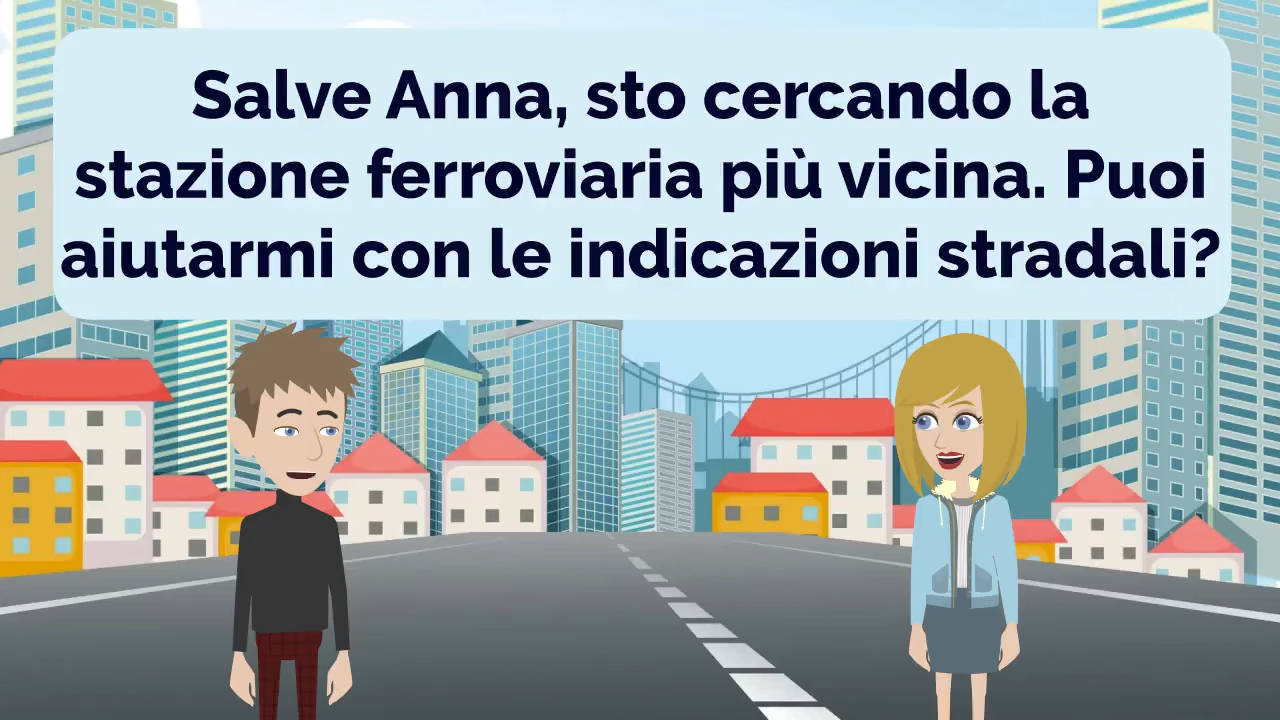 Salve Anna, sto cercando la
stazione ferroviaria più vicina. Puoi
aiutarmi con le indicazioni stradali?